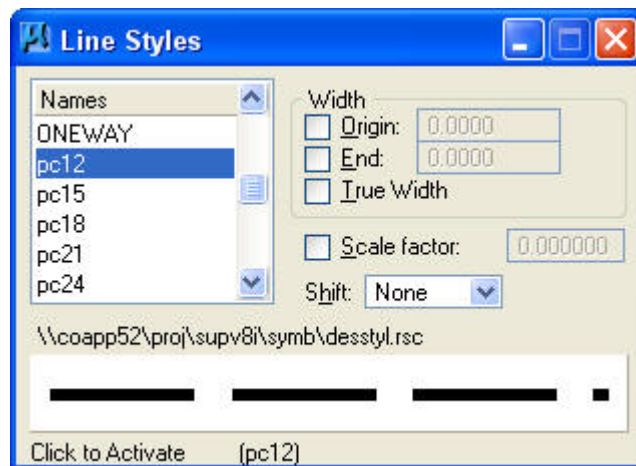 Line Styles
Names
ONEWAY
pc12
pc15
pc18
pc21
pc24
Width
Origin: 0.0000
End: 0.0000
True Width
Scale factor: 0.000000
Shift: None
\\coapp52\proj\supv8i\symb\desstyl.rsc
Click to Activate (pc12)